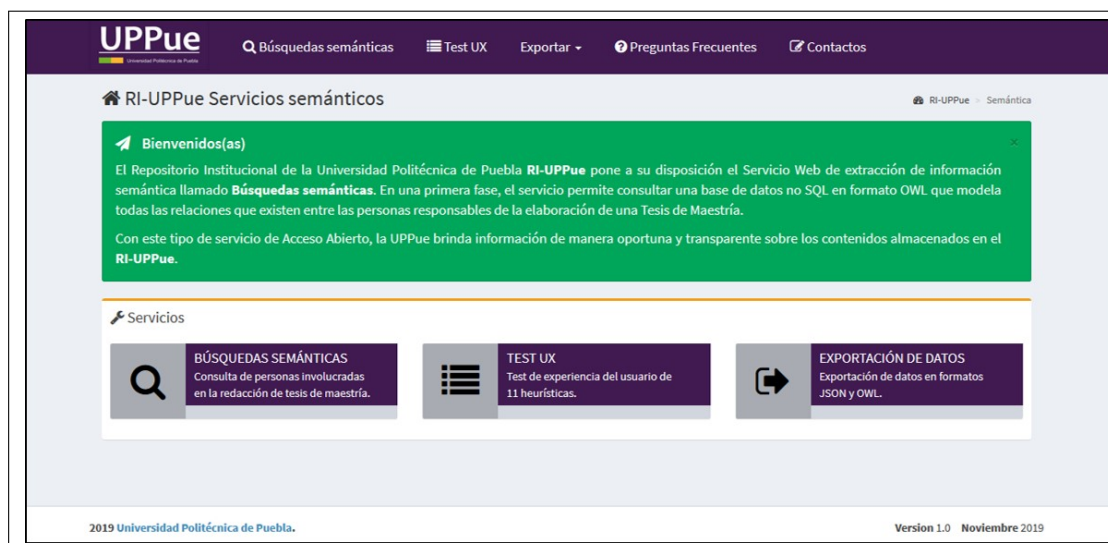 UPPue
Universidad Politécnica de Puebla
Búsquedas semánticas Test UX Exportar Preguntas Frecuentes Contactos
RI-UPPue Servicios semánticos
RI-UPPue > Semántica
Bienvenidos(as) ×
El Repositorio Institucional de la Universidad Politécnica de Puebla RI-UPPue pone a su disposición el Servicio Web de extracción de información
semántica llamado Búsquedas semánticas. En una primera fase, el servicio permite consultar una base de datos no SQL en formato OWL que modela
todas las relaciones que existen entre las personas responsables de la elaboración de una Tesis de Maestría.
Con este tipo de servicio de Acceso Abierto, la UPPue brinda información de manera oportuna y transparente sobre los contenidos almacenados en el
RI-UPPue.
Servicios
BÚSQUEDAS SEMÁNTICAS
Consulta de personas involucradas
en la redacción de tesis de maestría.
TEST UX
Test de experiencia del usuario de
11 heurísticas.
EXPORTACIÓN DE DATOS
Exportación de datos en formatos
JSON y OWL.
2019 Universidad Politécnica de Puebla.
Version 1.0 Noviembre 2019